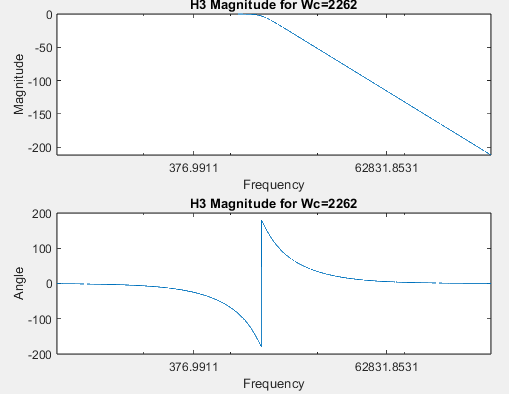 H3 Magnitude for Wc=2262
0
-50
-100
-150
-200
Magnitude
376.9911
62831.8531
Frequency
H3 Magnitude for Wc=2262
200
100
0
-100
-200
Angle
376.9911
62831.8531
Frequency